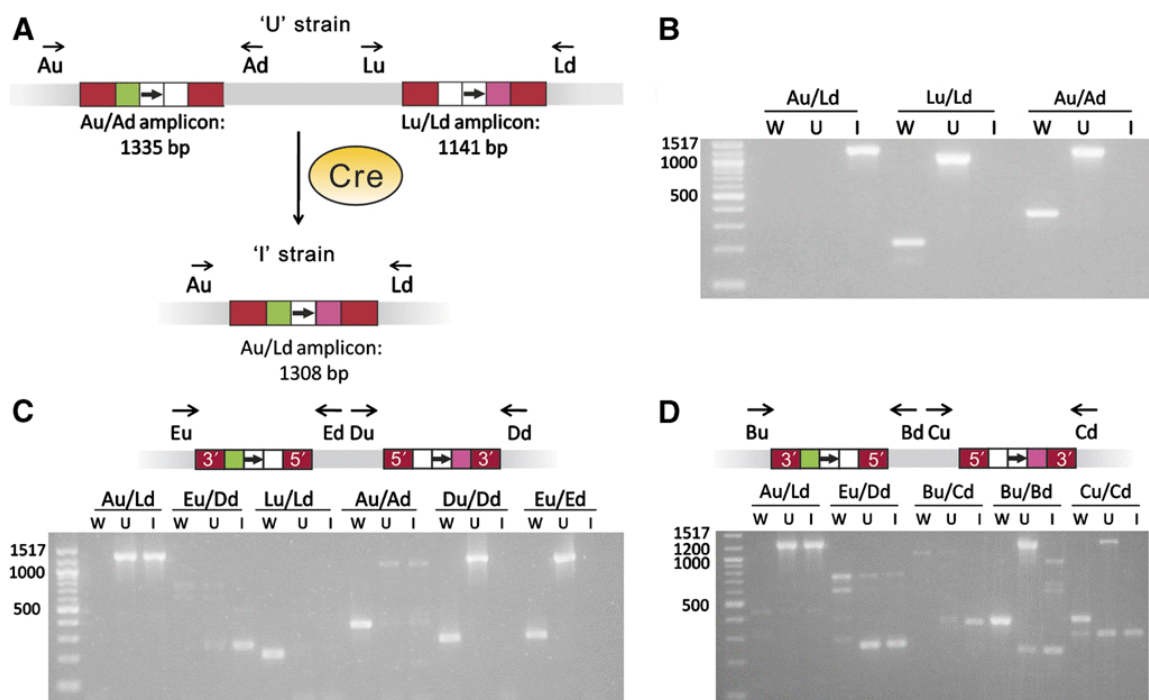 A
'U' strain
Au Ad Lu Ld
Au/Ad amplicon:
1335 bp
Lu/Ld amplicon:
1141 bp
Cre
'I' strain
Au Ld
Au/Ld amplicon:
1308 bp
B
Au/Ld Lu/Ld Au/Ad
W U I W U I W U I
1517
1000
500
C
Eu Ed Du Dd
3′ 5′ 5′ 3′
Au/Ld Eu/Dd Lu/Ld Au/Ad Du/Dd Eu/Ed
W U I W U I W U I W U I W U I W U I
1517
1000
500
D
Bu Bd Cu Cd
3′ 5′ 5′ 3′
Au/Ld Eu/Dd Bu/Cd Bu/Bd Cu/Cd
W U I W U I W U I W U I W U I
1517
1200
1000
500